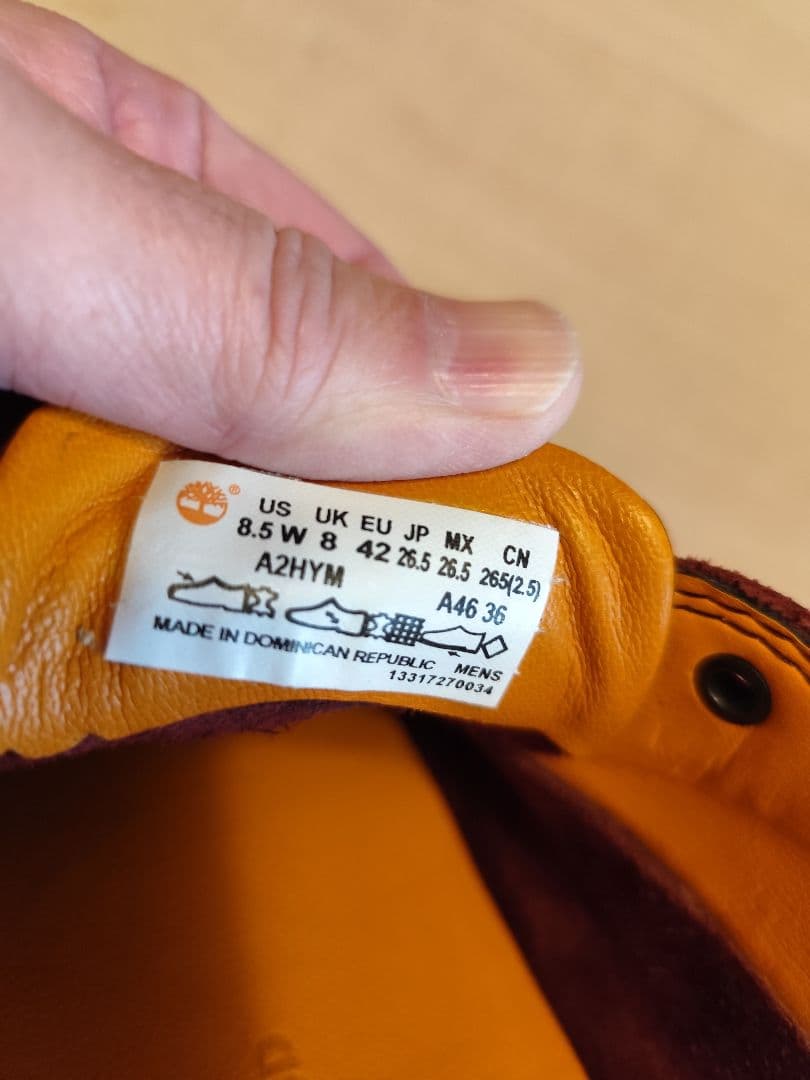 ®
US UK EU JP MX CN
8.5 W 8 42 26.5 26.5 265(2.5)
A2HYM A46 36
MADE IN DOMINICAN REPUBLIC MENS
13317270034